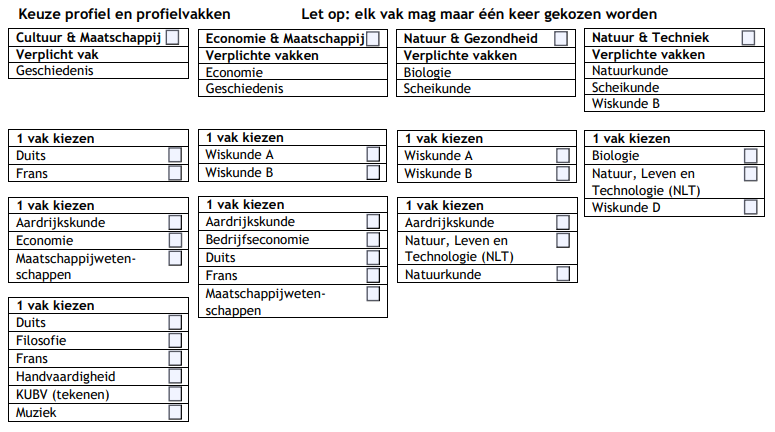 Keuze profiel en profielvakken
Let op: elk vak mag maar één keer gekozen worden
Cultuur & Maatschappij
Verplicht vak
Geschiedenis
1 vak kiezen
Duits
Frans
1 vak kiezen
Aardrijkskunde
Economie
Maatschappijweten-
schappen
1 vak kiezen
Duits
Filosofie
Frans
Handvaardigheid
KUBV (tekenen)
Muziek
Economie & Maatschappij
Verplichte vakken
Economie
Geschiedenis
1 vak kiezen
Wiskunde A
Wiskunde B
1 vak kiezen
Aardrijkskunde
Bedrijfseconomie
Duits
Frans
Maatschappijweten-
schappen
Natuur & Gezondheid
Verplichte vakken
Biologie
Scheikunde
1 vak kiezen
Wiskunde A
Wiskunde B
1 vak kiezen
Aardrijkskunde
Natuur, Leven en
Technologie (NLT)
Natuurkunde
Natuur & Techniek
Verplichte vakken
Natuurkunde
Scheikunde
Wiskunde B
1 vak kiezen
Biologie
Natuur, Leven en
Technologie (NLT)
Wiskunde D